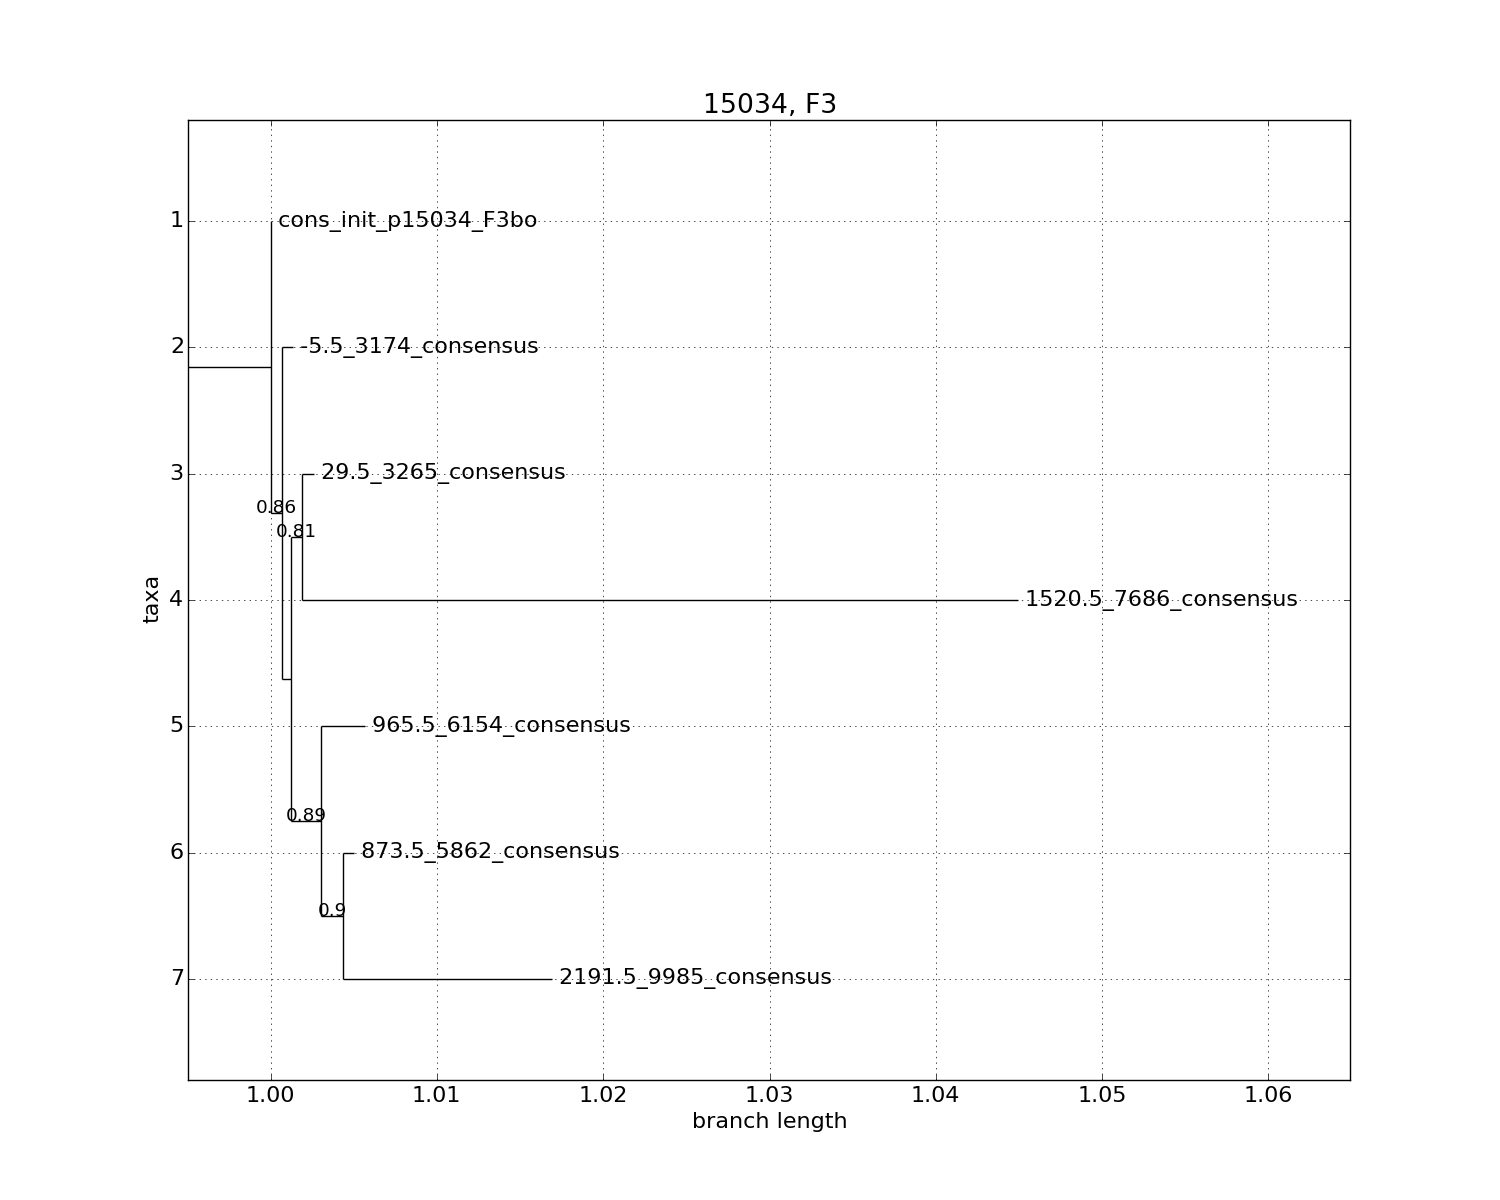 15034, F3
1
cons_init_p15034_F3bo
2
-5.5_3174_consensus
3
29.5_3265_consensus
0.86
0.81
taxa
4
1520.5_7686_consensus
5
965.5_6154_consensus
0.89
6
873.5_5862_consensus
0.9
7
2191.5_9985_consensus
1.00 1.01 1.02 1.03 1.04 1.05 1.06
branch length